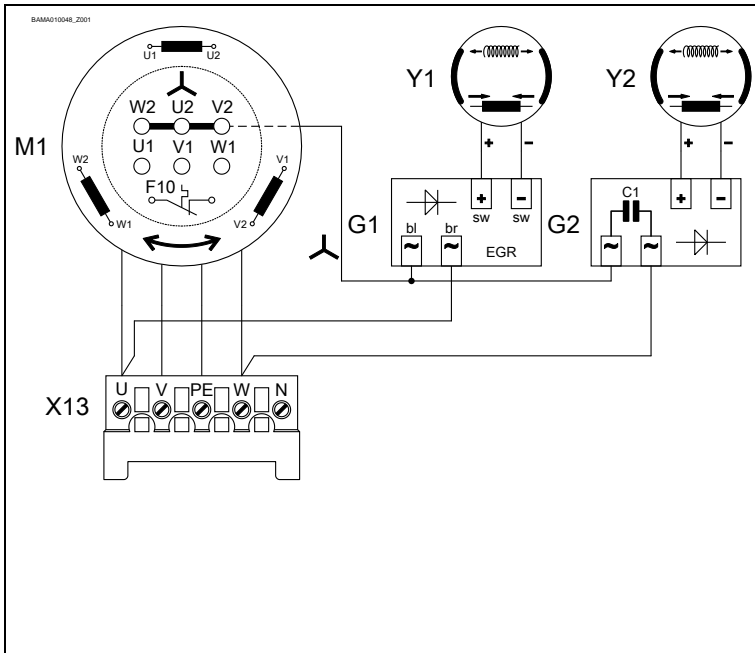 BAMA010048_Z001
U1 U2
Y1
Y2
W2 U2 V2
U1 V1 W1
M1
W2
V1
F10
W1
V2
+ -
+ -
G1
+ -
sw sw
bl br
~ ~
EGR
G2
C1
+ -
~ ~
X13
U V PE W N